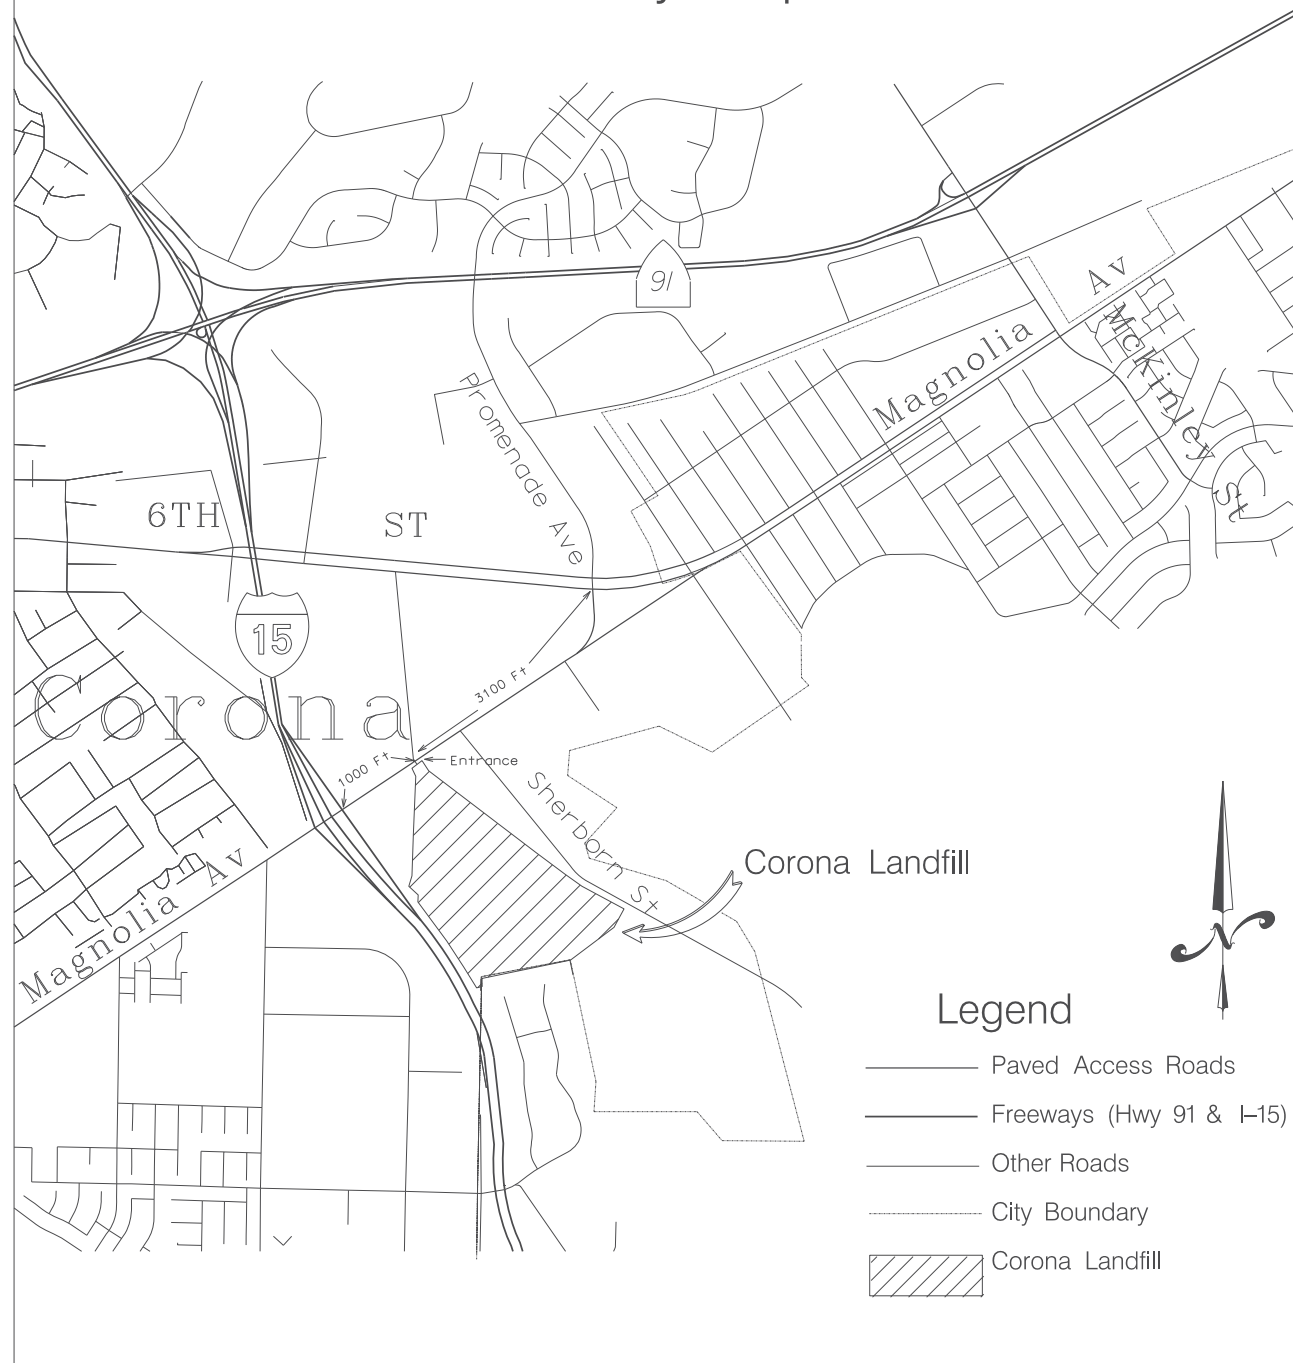 91
Magnolia Av
McKinley St
Magnolia
Promenade Ave
6TH ST
15
Corona
3100 Ft
1000 Ft
Entrance
Sherborn St
Corona Landfill
Magnolia Av
Legend
Paved Access Roads
Freeways (Hwy 91 & I-15)
Other Roads
City Boundary
Corona Landfill
N